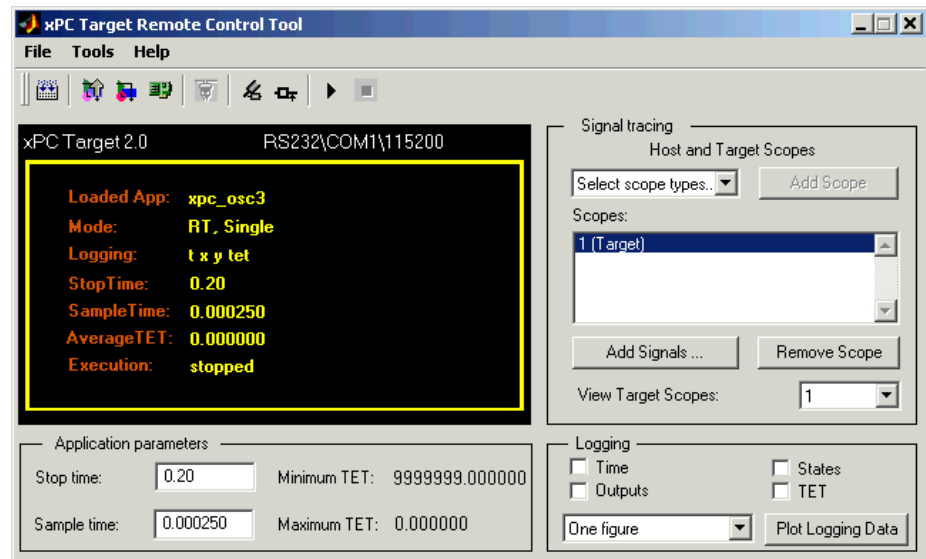 xPC Target Remote Control Tool
File Tools Help
xPC Target 2.0 RS232\COM1\115200
Loaded App: xpc_osc3
Mode: RT, Single
Logging: t x y tet
StopTime: 0.20
SampleTime: 0.000250
AverageTET: 0.000000
Execution: stopped
Signal tracing
Host and Target Scopes
Select scope types.. Add Scope
Scopes:
1 (Target)
Add Signals ... Remove Scope
View Target Scopes: 1
Application parameters
Stop time: 0.20 Minimum TET: 9999999.000000
Sample time: 0.000250 Maximum TET: 0.000000
Logging
Time States
Outputs TET
One figure Plot Logging Data